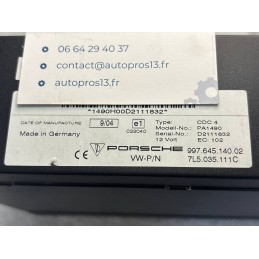 06 64 29 40 37
contact@autopros13.fr
autopros13.fr
*1490H00D2111632*
DATE OF MANUFACTURE 9/04 e1 Type: CDC 4
033040 Modell-No.: PA1490
Made in Germany Serial-No.: D2111632
12 Volt EC: 102
PORSCHE 997.645.140.02
VW-P/N 7L5.035.111C